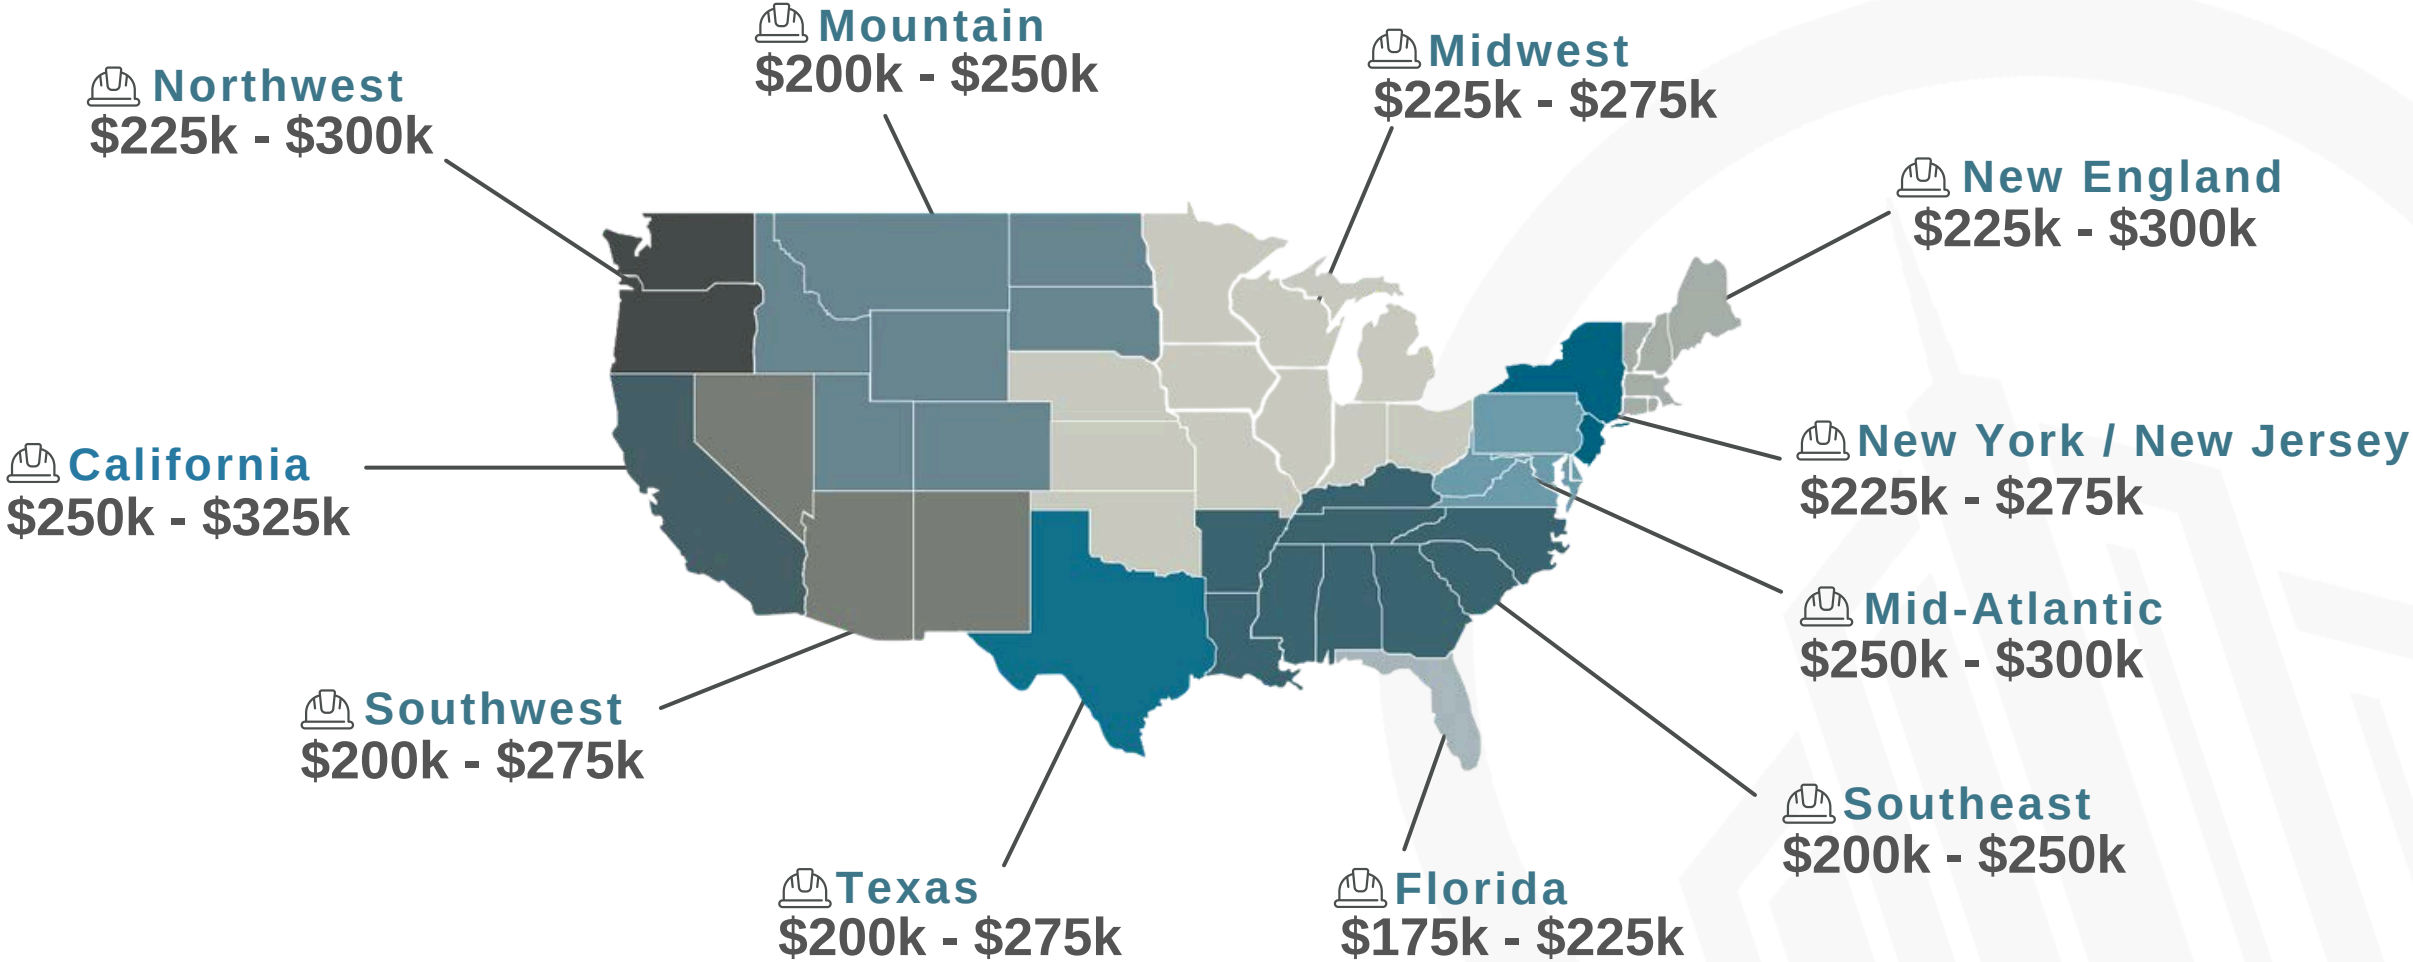 Mountain
$200k - $250k
Midwest
$225k - $275k
Northwest
$225k - $300k
New England
$225k - $300k
California
$250k - $325k
New York / New Jersey
$225k - $275k
Mid-Atlantic
$250k - $300k
Southwest
$200k - $275k
Southeast
$200k - $250k
Texas
$200k - $275k
Florida
$175k - $225k